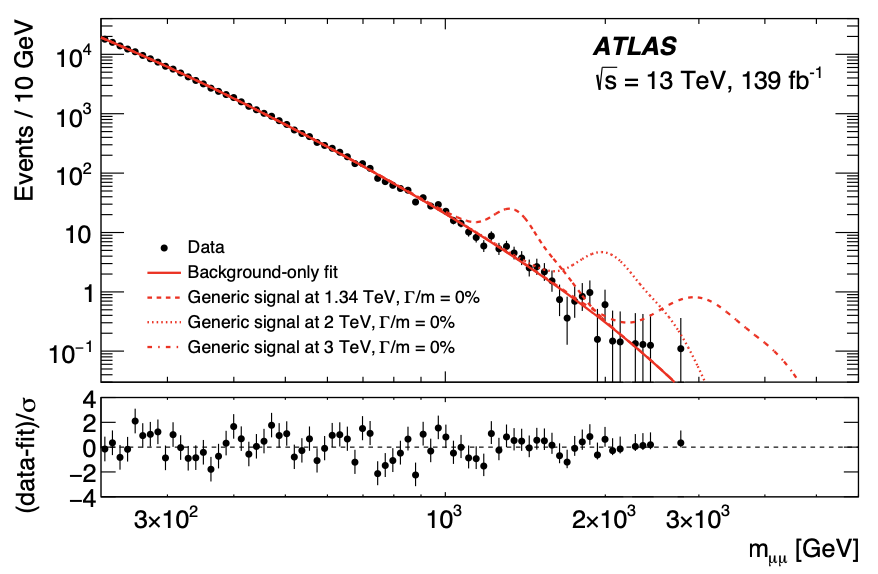 ATLAS
√s = 13 TeV, 139 fb⁻¹
Events / 10 GeV
10⁴
10³
10²
10
1
10⁻¹
Data
Background-only fit
Generic signal at 1.34 TeV, Γ/m = 0%
Generic signal at 2 TeV, Γ/m = 0%
Generic signal at 3 TeV, Γ/m = 0%
(data-fit)/σ
4
2
0
−2
−4
3×10² 10³ 2×10³ 3×10³
m_μμ [GeV]